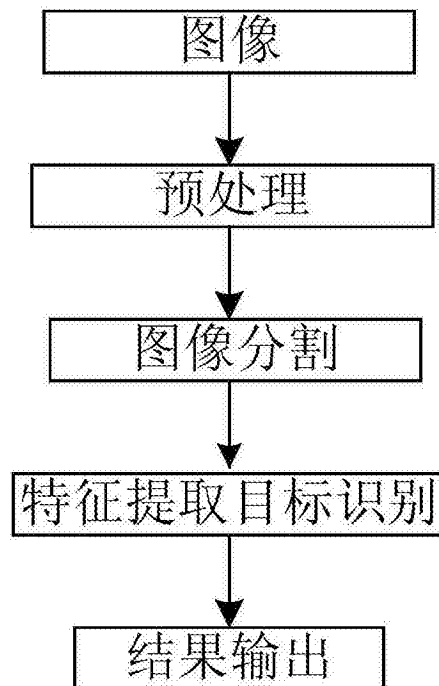 图像
预处理
图像分割
特征提取目标识别
结果输出